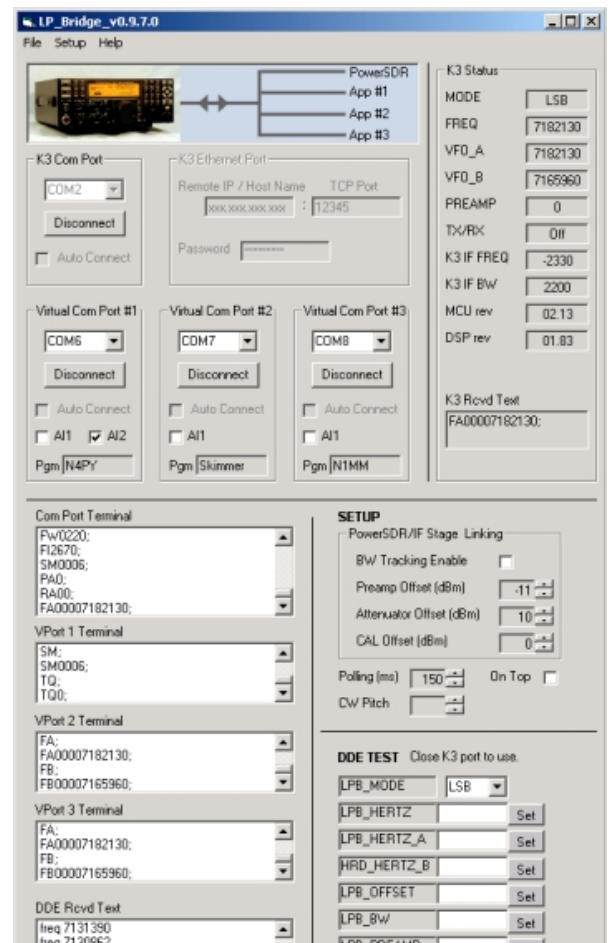 LP_Bridge_v0.9.7.0
File Setup Help
PowerSDR
App #1
App #2
App #3
K3 Com Port
COM2
Disconnect
Auto Connect
K3 Ethernet Port
Remote IP / Host Name TCP Port
xxx.xxx.xxx.xxx : 12345
Password
Virtual Com Port #1
COM6
Disconnect
Auto Connect
AI1 AI2
Pgm N4PY
Virtual Com Port #2
COM7
Disconnect
Auto Connect
AI1
Pgm Skimmer
Virtual Com Port #3
COM8
Disconnect
Auto Connect
AI1
Pgm N1MM
K3 Status
MODE LSB
FREQ 7182130
VFO_A 7182130
VFO_B 7165960
PREAMP 0
TX/RX Off
K3 IF FREQ -2330
K3 IF BW 2200
MCU rev 02.13
DSP rev 01.83
K3 Rcvd Text
FA00007182130;
Com Port Terminal
FW0220;
FI2670;
SM0006;
PA0;
RA00;
FA00007182130;
VPort 1 Terminal
SM;
SM0006;
TQ;
TQ0;
VPort 2 Terminal
FA;
FA00007182130;
FB;
FB00007165960;
VPort 3 Terminal
FA;
FA00007182130;
FB;
FB00007165960;
DDE Rcvd Text
freq 7131390
SETUP
PowerSDR/IF Stage Linking
BW Tracking Enable
Preamp Offset (dBm) -11
Attenuator Offset (dBm) 10
CAL Offset (dBm) 0
Polling (ms) 150 On Top
CW Pitch
DDE TEST Close K3 port to use.
LPB_MODE LSB
LPB_HERTZ Set
LPB_HERTZ_A Set
HRD_HERTZ_B Set
LPB_OFFSET Set
LPB_BW Set